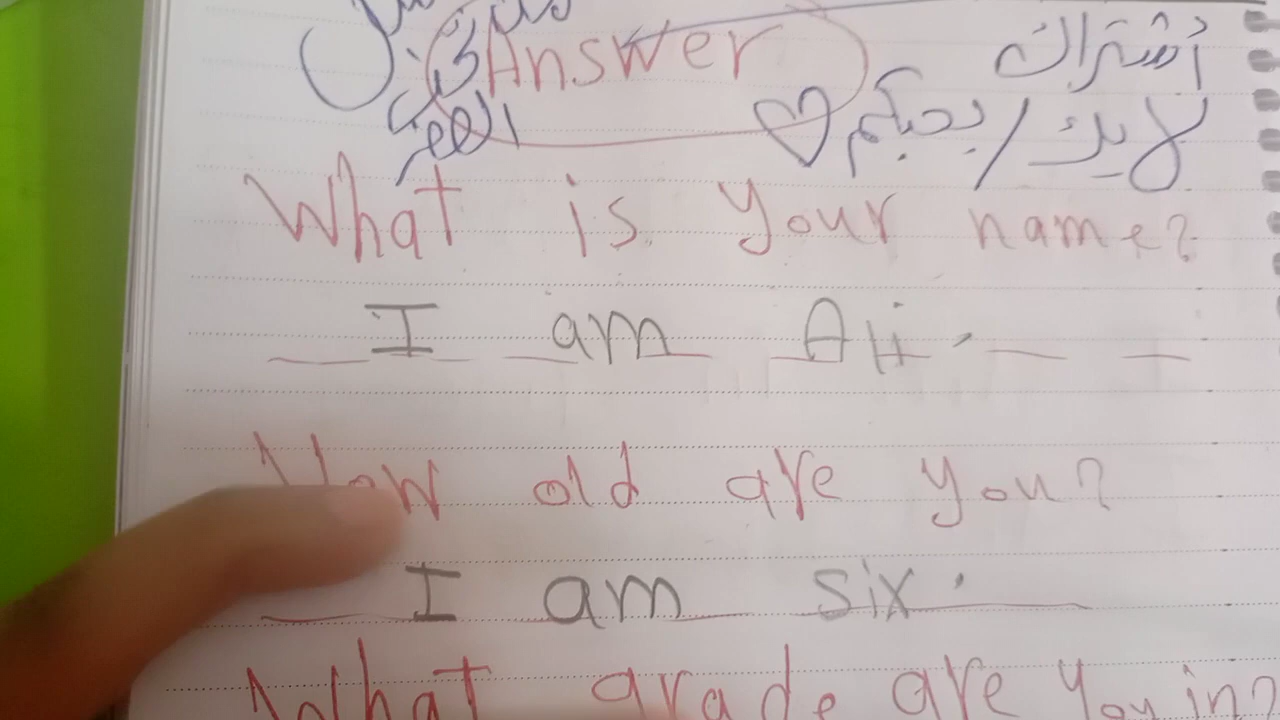 Answer
اشتراك
لايك / بحبكم
What is your name?
I am Ali.
How old are you?
I am six.
What grade are you in?